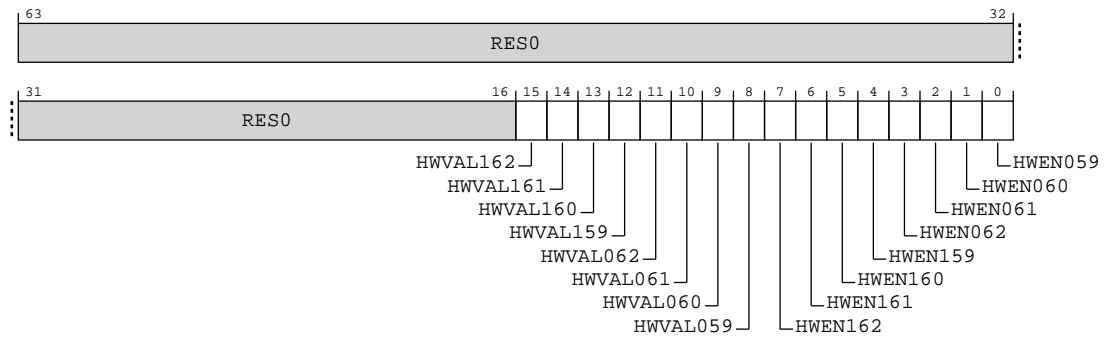 63 32
RES0
31 16 15 14 13 12 11 10 9 8 7 6 5 4 3 2 1 0
RES0
HWVAL162 HWEN059
HWVAL161 HWEN060
HWVAL160 HWEN061
HWVAL159 HWEN062
HWVAL062 HWEN159
HWVAL061 HWEN160
HWVAL060 HWEN161
HWVAL059 HWEN162